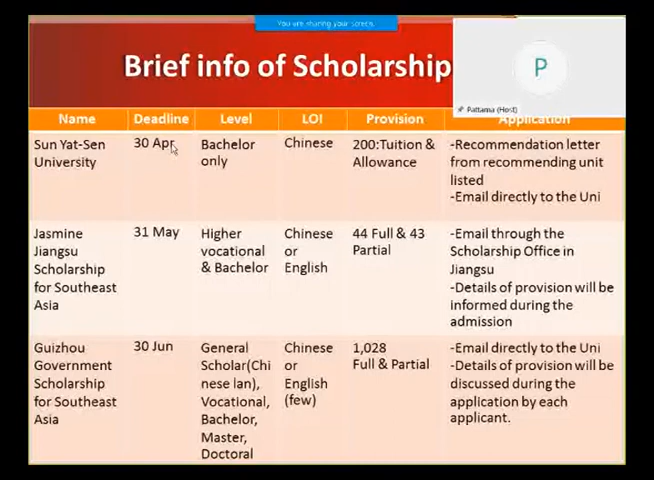 You are sharing your screen.
Brief info of Scholarship
P
Pattama (Host)
Name Deadline Level LOI Provision Application
Sun Yat-Sen
University
30 Apr
Bachelor
only
Chinese
200:Tuition &
Allowance
-Recommendation letter
from recommending unit
listed
-Email directly to the Uni
Jasmine
Jiangsu
Scholarship
for Southeast
Asia
31 May
Higher
vocational
& Bachelor
Chinese
or
English
44 Full & 43
Partial
-Email through the
Scholarship Office in
Jiangsu
-Details of provision will be
informed during the
admission
Guizhou
Government
Scholarship
for Southeast
Asia
30 Jun
General
Scholar(Chi
nese lan),
Vocational,
Bachelor,
Master,
Doctoral
Chinese
or
English
(few)
1,028
Full & Partial
-Email directly to the Uni
-Details of provision will be
discussed during the
application by each
applicant.